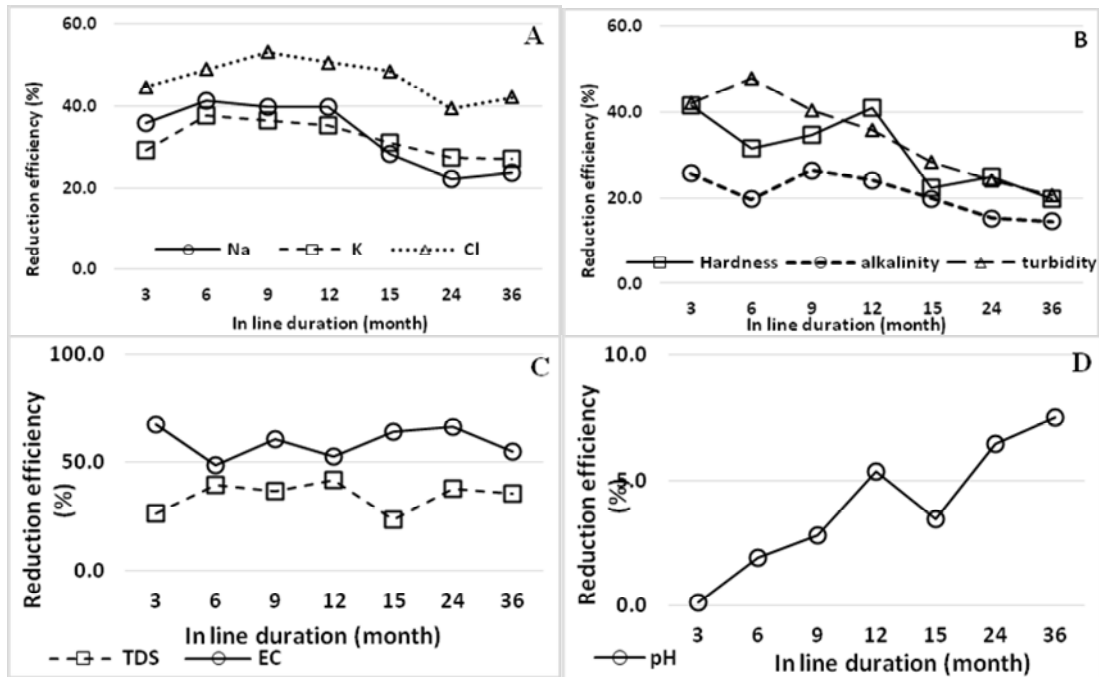 A
Reduction efficiency (%)
60.0
40.0
20.0
0.0
Na K Cl
3 6 9 12 15 24 36
In line duration (month)
B
Reduction efficiency (%)
60.0
40.0
20.0
0.0
Hardness alkalinity turbidity
3 6 9 12 15 24 36
In line duration (month)
C
Reduction efficiency
(%)
100.0
50.0
0.0
3 6 9 12 15 24 36
In line duration (month)
TDS EC
D
Reduction efficiency
(%)
10.0
5.0
0.0
3 6 9 12 15 24 36
In line duration (month)
pH